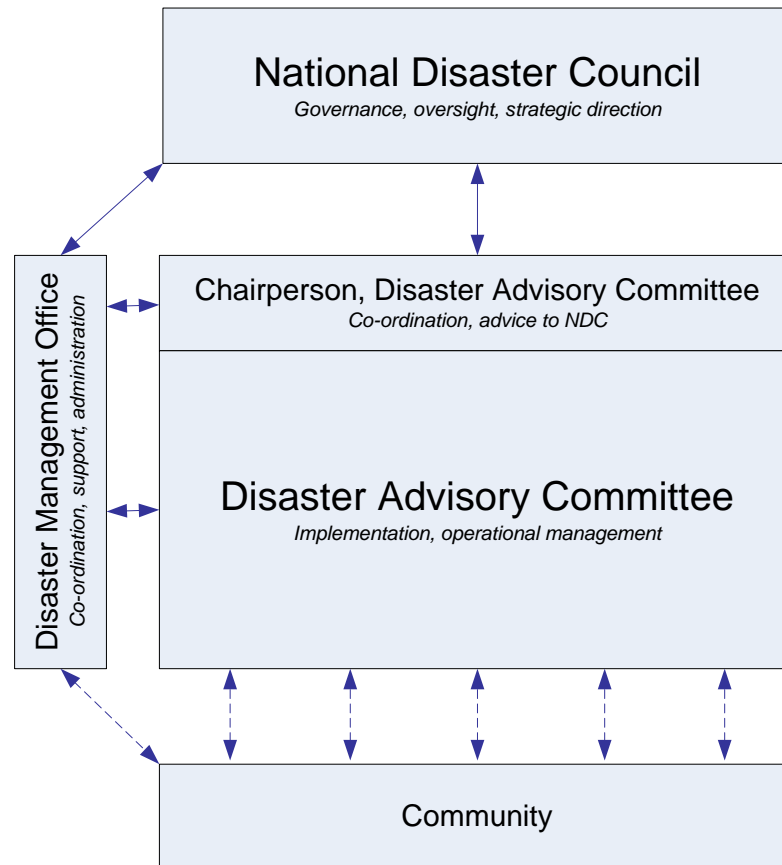 National Disaster Council
Governance, oversight, strategic direction
Chairperson, Disaster Advisory Committee
Co-ordination, advice to NDC
Disaster Management Office
Co-ordination, support, administration
Disaster Advisory Committee
Implementation, operational management
Community